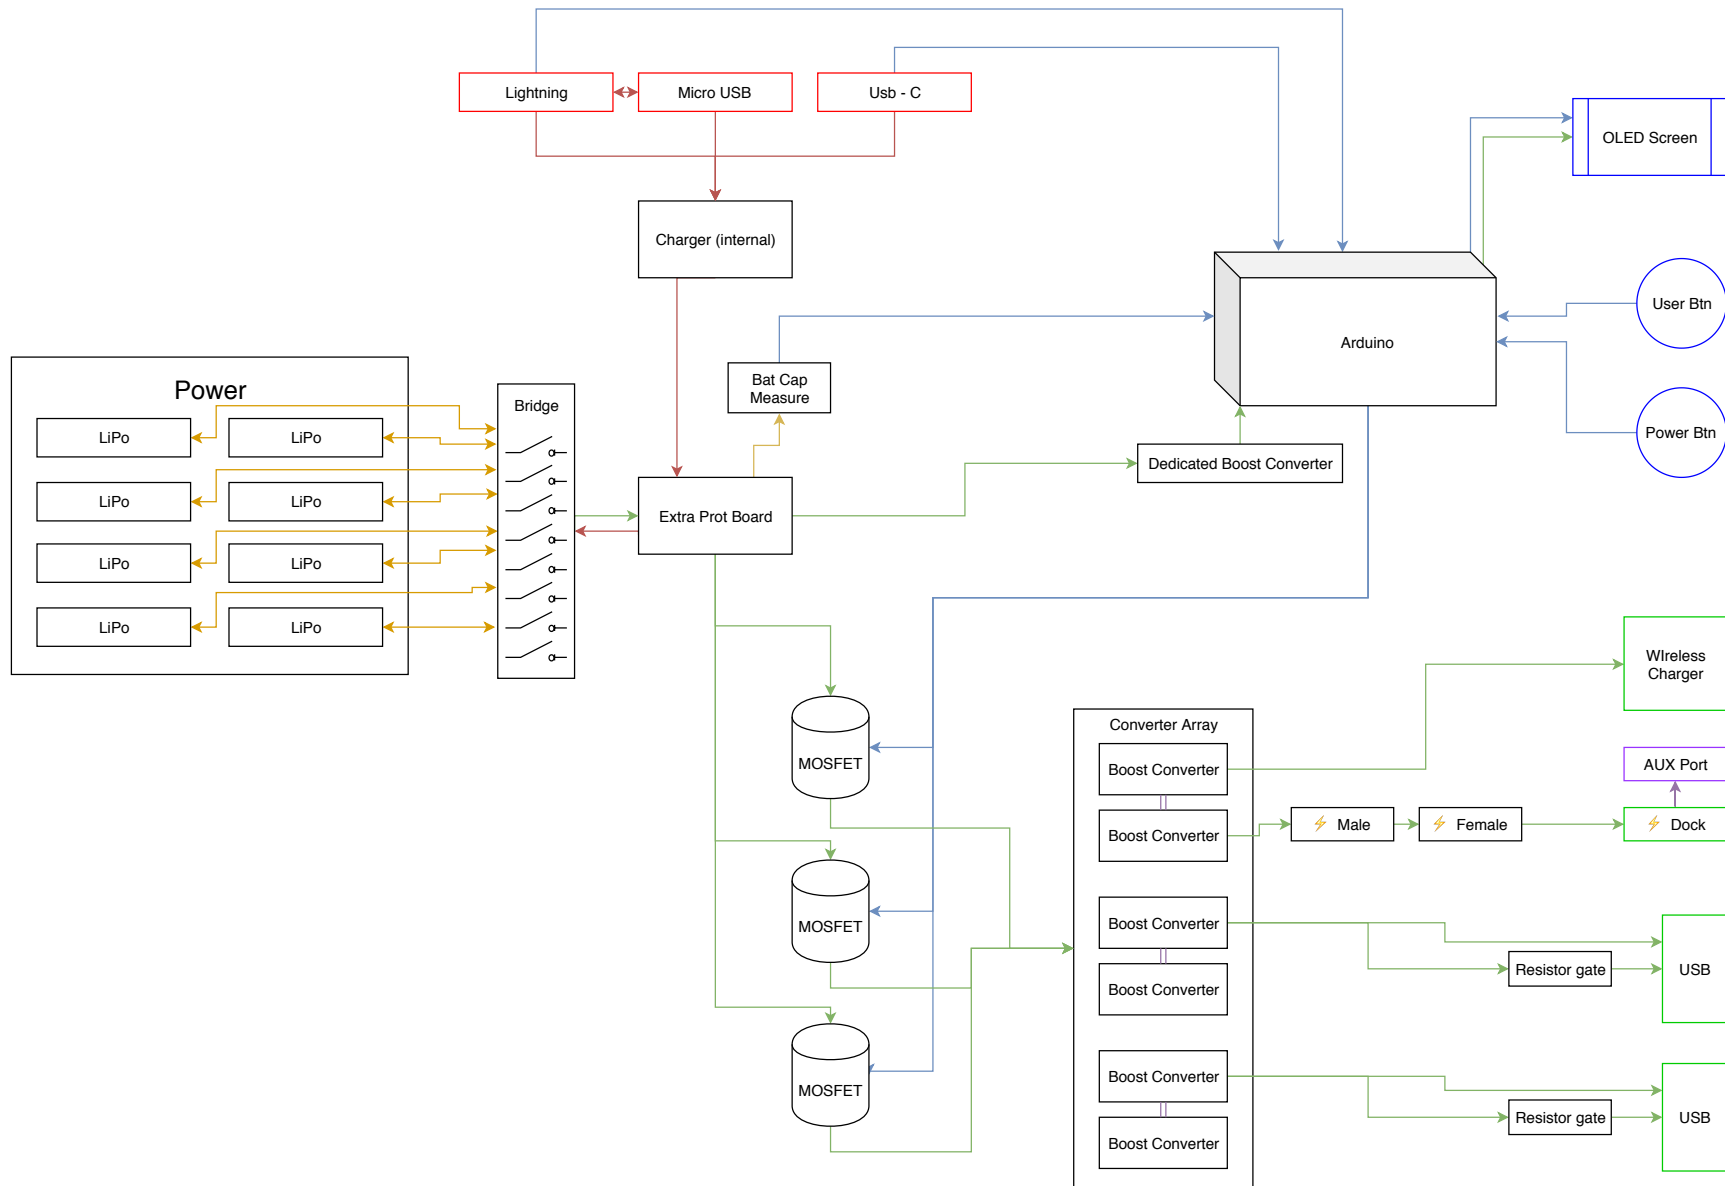 Lightning
Micro USB
Usb - C
OLED Screen
Charger (internal)
User Btn
Arduino
Power
Bat Cap
Measure
Bridge
LiPo
LiPo
Power Btn
Dedicated Boost Converter
LiPo
LiPo
Extra Prot Board
LiPo
LiPo
LiPo
LiPo
WIreless
Charger
Converter Array
MOSFET
Boost Converter
AUX Port
Boost Converter
⚡ Male
⚡ Female
⚡ Dock
MOSFET
Boost Converter
Resistor gate
USB
Boost Converter
MOSFET
Boost Converter
Resistor gate
USB
Boost Converter